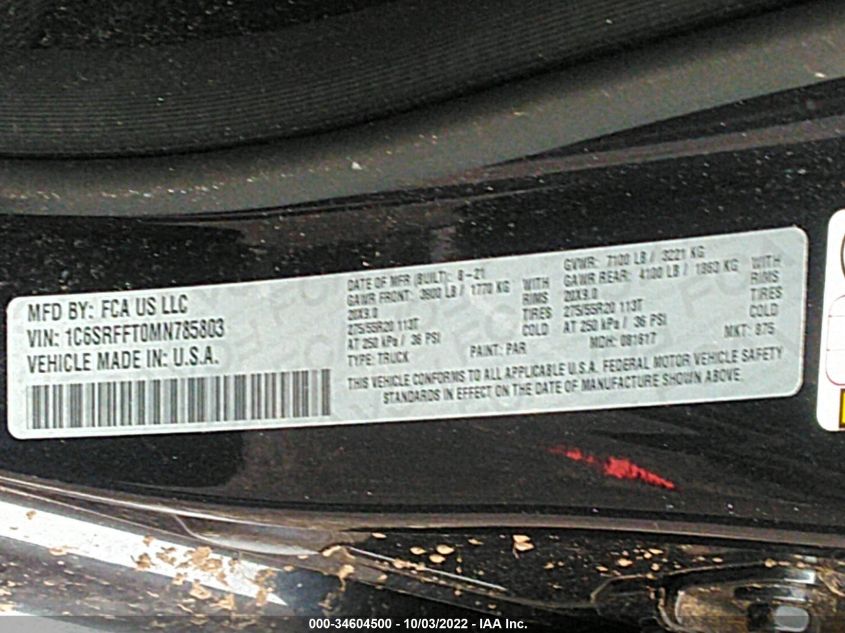 MFD BY: FCA US LLC
VIN: 1C6SRFFT0MN785803
VEHICLE MADE IN: U.S.A.
DATE OF MFR (BUILT): 8-21
GAWR FRONT: 3900 LB / 1770 KG WITH
20X9.0 RIMS
275/55R20 113T TIRES
AT 250 kPa / 36 PSI COLD
TYPE: TRUCK PAINT: PAR
GVWR: 7100 LB / 3221 KG
GAWR REAR: 4100 LB / 1860 KG WITH
20X9.0 RIMS
275/55R20 113T TIRES
AT 250 kPa / 36 PSI COLD
MDH: 081617 MKT: 875
THIS VEHICLE CONFORMS TO ALL APPLICABLE U.S.A. FEDERAL MOTOR VEHICLE SAFETY
STANDARDS IN EFFECT ON THE DATE OF MANUFACTURE SHOWN ABOVE.
000-34604500 - 10/03/2022 - IAA Inc.